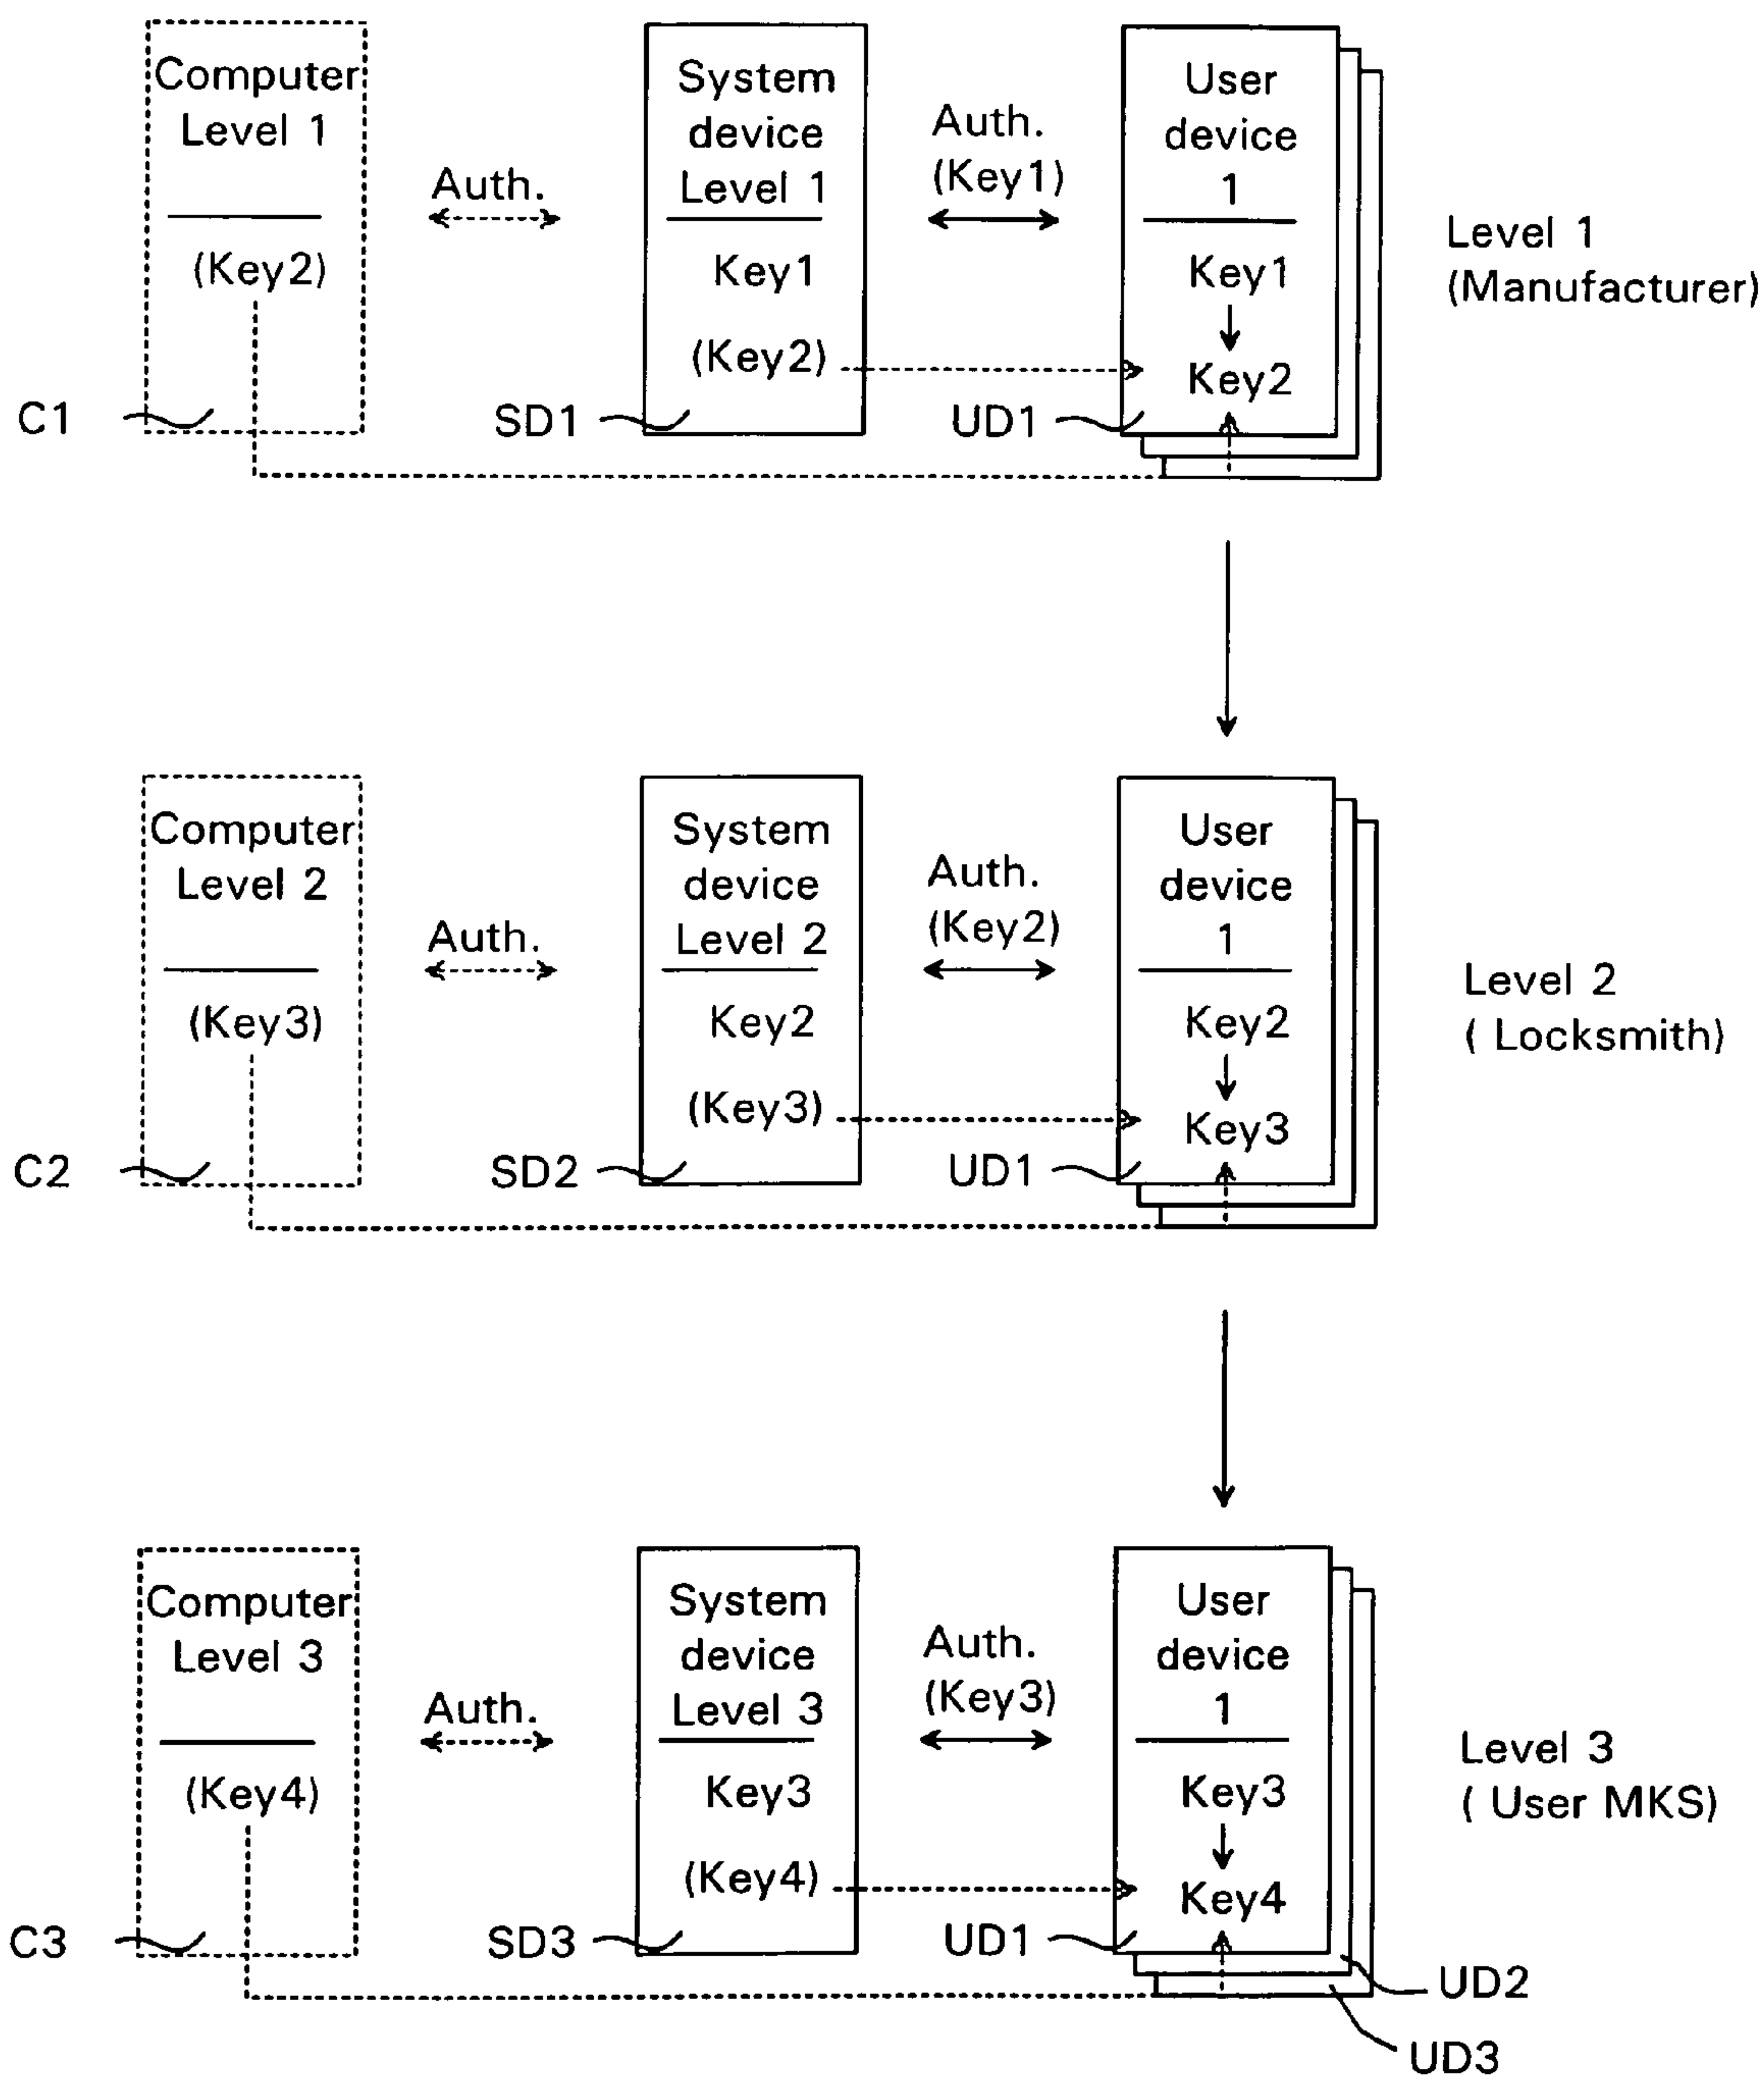 Computer
Level 1
(Key2)
C1
Auth.
System
device
Level 1
Key1
(Key2)
SD1
Auth.
(Key1)
User
device
1
Key1
Key2
UD1
Level 1
(Manufacturer)
Computer
Level 2
(Key3)
C2
Auth.
System
device
Level 2
Key2
(Key3)
SD2
Auth.
(Key2)
User
device
1
Key2
Key3
UD1
Level 2
( Locksmith)
Computer
Level 3
(Key4)
C3
Auth.
System
device
Level 3
Key3
(Key4)
SD3
Auth.
(Key3)
User
device
1
Key3
Key4
UD1
UD2
UD3
Level 3
( User MKS)